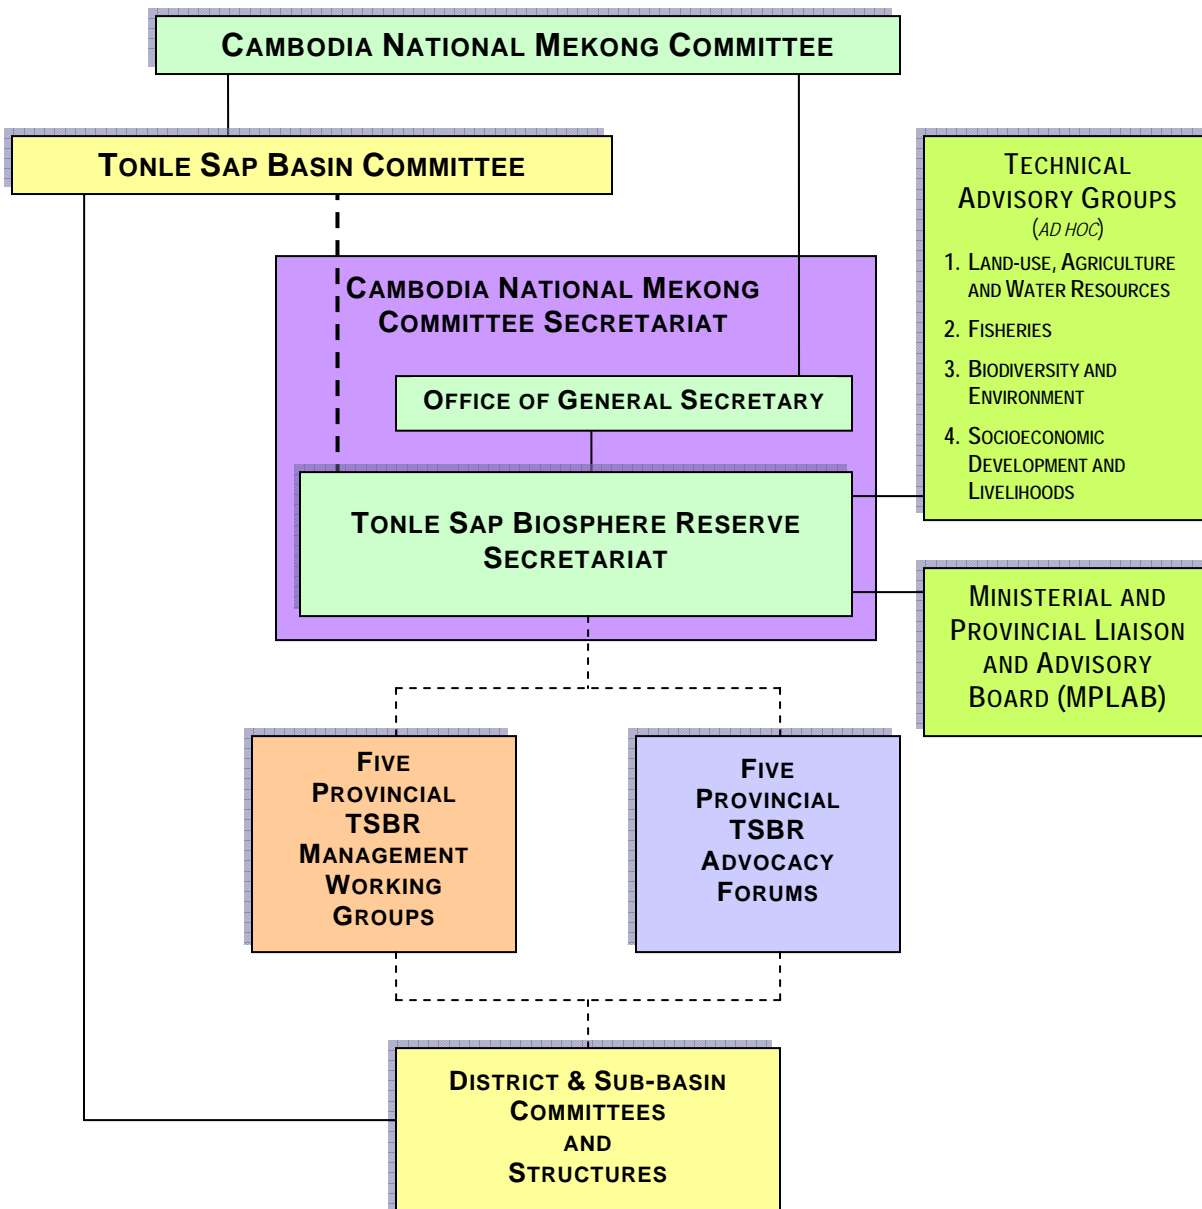 CAMBODIA NATIONAL MEKONG COMMITTEE
TONLE SAP BASIN COMMITTEE
TECHNICAL
ADVISORY GROUPS
(AD HOC)
1. LAND-USE, AGRICULTURE
AND WATER RESOURCES
2. FISHERIES
3. BIODIVERSITY AND
ENVIRONMENT
4. SOCIOECONOMIC
DEVELOPMENT AND
LIVELIHOODS
CAMBODIA NATIONAL MEKONG
COMMITTEE SECRETARIAT
OFFICE OF GENERAL SECRETARY
TONLE SAP BIOSPHERE RESERVE
SECRETARIAT
MINISTERIAL AND
PROVINCIAL LIAISON
AND ADVISORY
BOARD (MPLAB)
FIVE
PROVINCIAL
TSBR
MANAGEMENT
WORKING
GROUPS
FIVE
PROVINCIAL
TSBR
ADVOCACY
FORUMS
DISTRICT & SUB-BASIN
COMMITTEES
AND
STRUCTURES